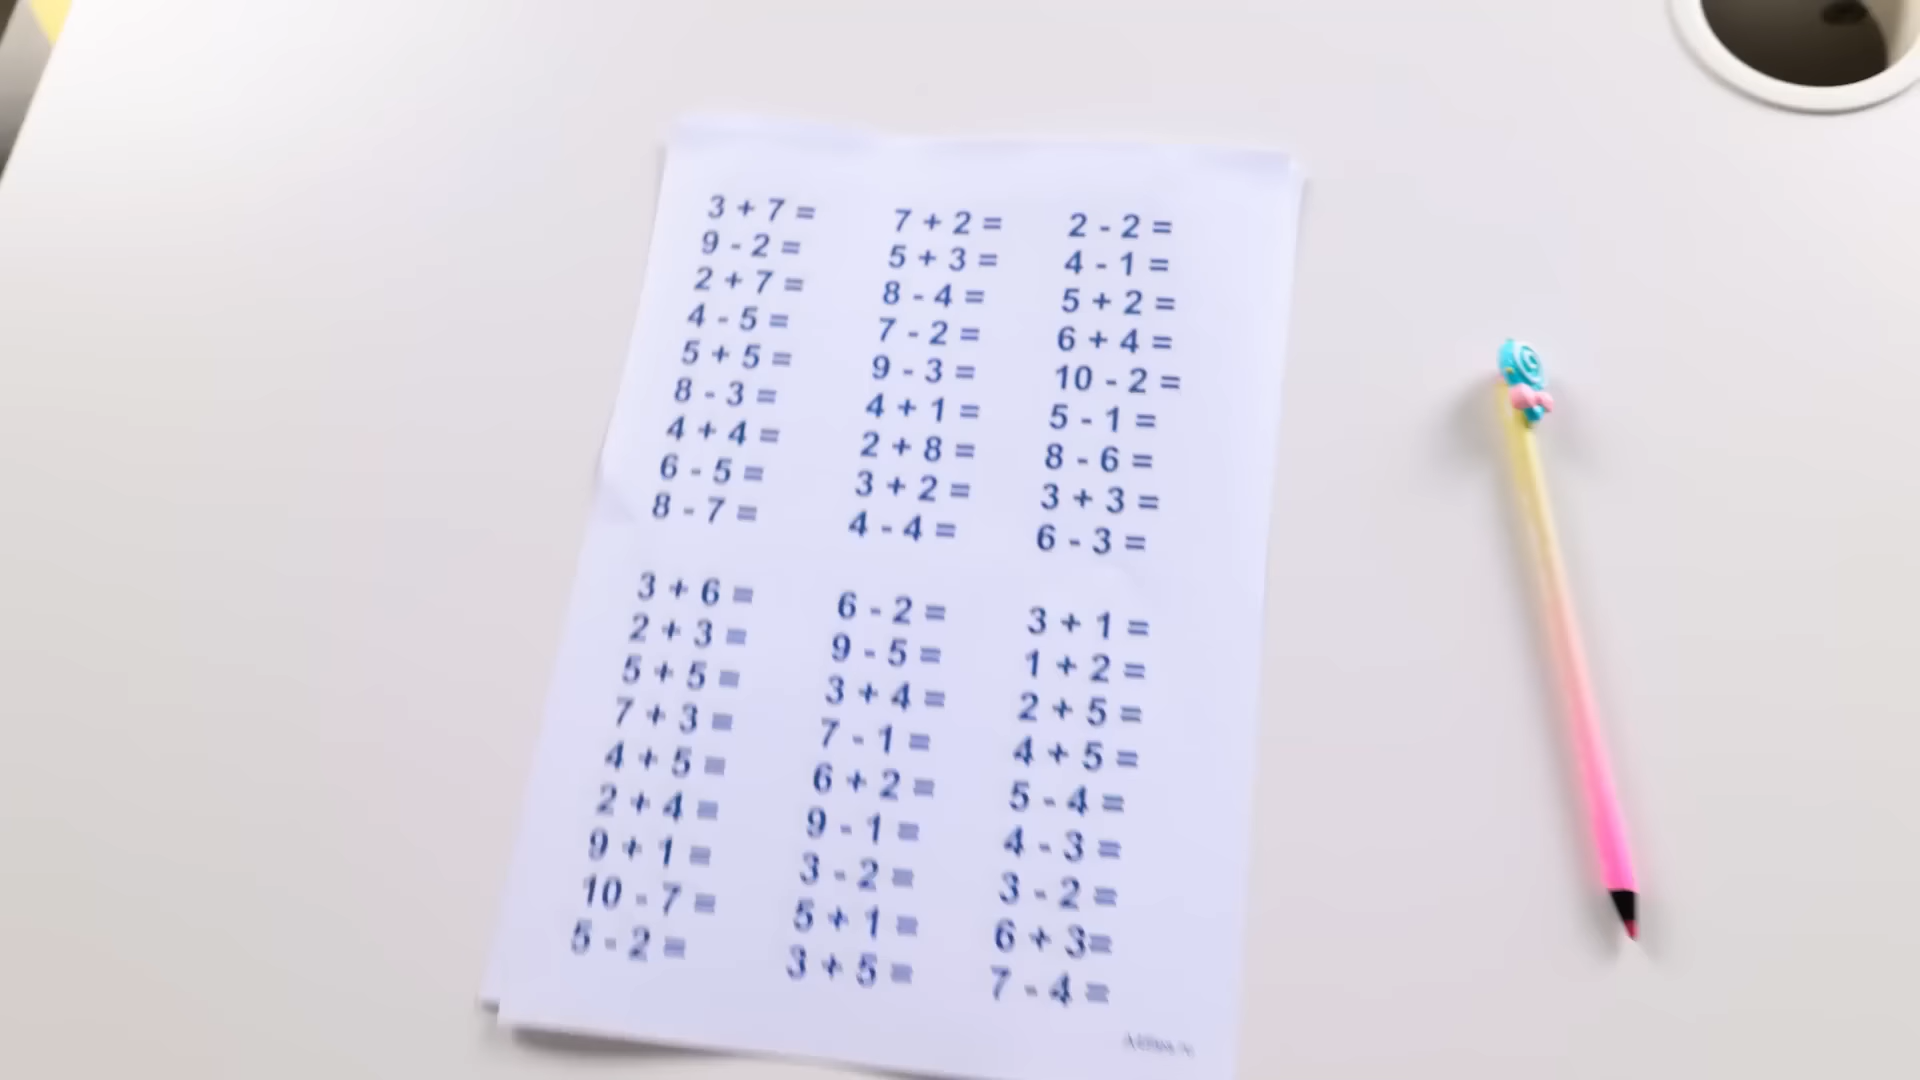 3 + 7 =
9 - 2 =
2 + 7 =
4 - 5 =
5 + 5 =
8 - 3 =
4 + 4 =
6 - 5 =
8 - 7 =
7 + 2 =
5 + 3 =
8 - 4 =
7 - 2 =
9 - 3 =
4 + 1 =
2 + 8 =
3 + 2 =
4 - 4 =
2 - 2 =
4 - 1 =
5 + 2 =
6 + 4 =
10 - 2 =
5 - 1 =
8 - 6 =
3 + 3 =
6 - 3 =
3 + 6 =
2 + 3 =
5 + 5 =
7 + 3 =
4 + 5 =
2 + 4 =
9 + 1 =
10 - 7 =
5 - 2 =
6 - 2 =
9 - 5 =
3 + 4 =
7 - 1 =
6 + 2 =
9 - 1 =
3 - 2 =
5 + 1 =
3 + 5 =
3 + 1 =
1 + 2 =
2 + 5 =
4 + 5 =
5 - 4 =
4 - 3 =
3 - 2 =
6 + 3=
7 - 4 =